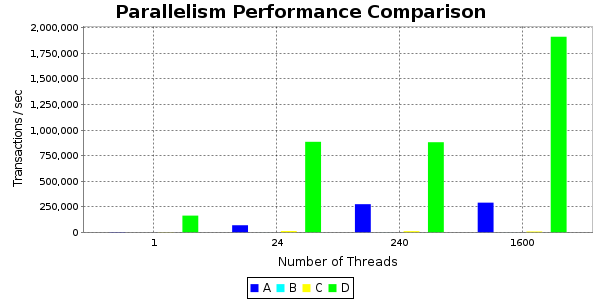 Parallelism Performance Comparison
Transactions / sec
2,000,000
1,750,000
1,500,000
1,250,000
1,000,000
750,000
500,000
250,000
0
1 24 240 1600
Number of Threads
A B C D